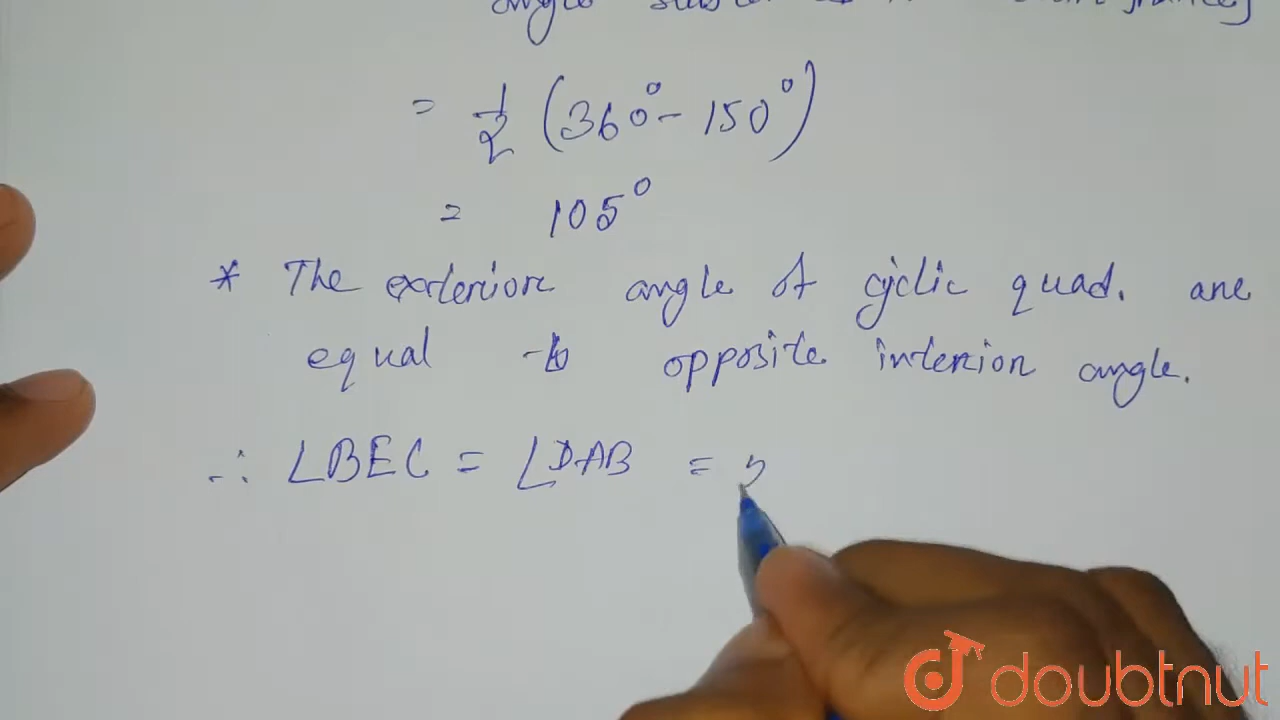 angle
= 1/2 (360° - 150°)
= 105°
* The exterior angle of cyclic quad. are
equal to opposite interior angle.
∴ ∠BEC = ∠DAB =
doubtnut